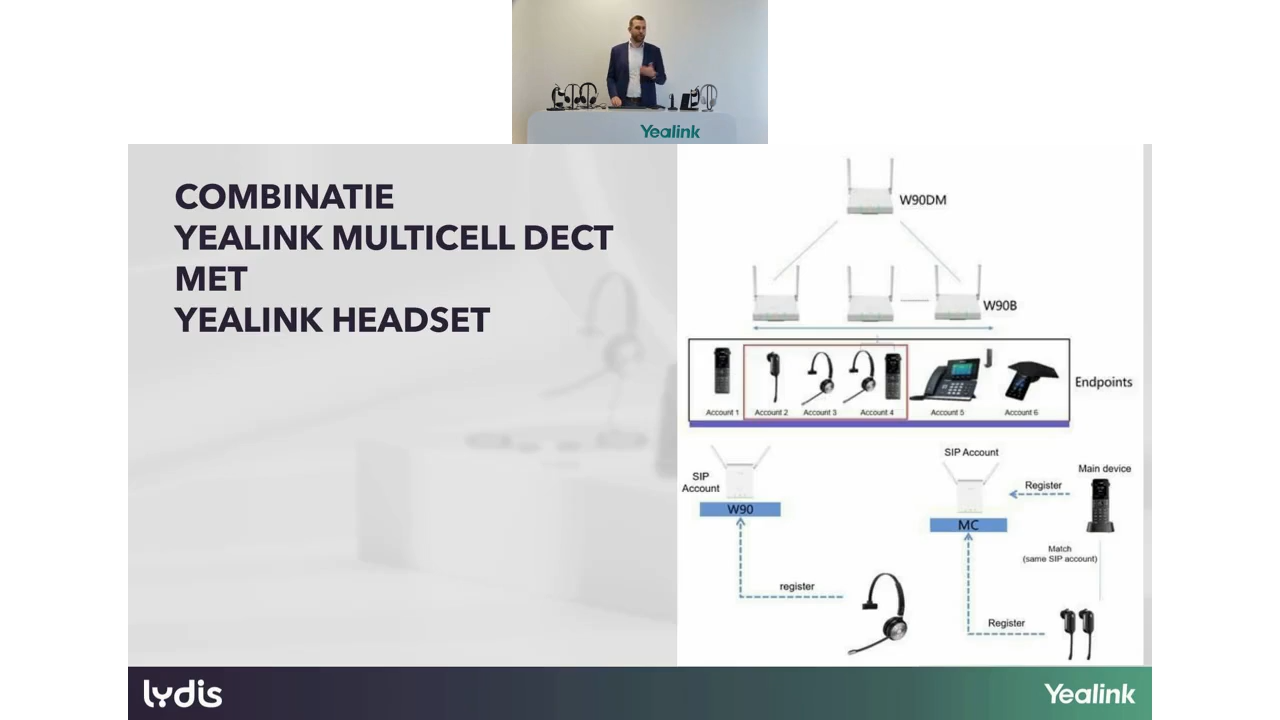 Yealink
COMBINATIE
YEALINK MULTICELL DECT
MET
YEALINK HEADSET
W90DM
W90B
Endpoints
Account 1
Account 2
Account 3
Account 4
Account 5
Account 6
SIP
Account
W90
register
SIP Account
MC
Register
Main device
Match
(same SIP account)
Register
lydis
Yealink